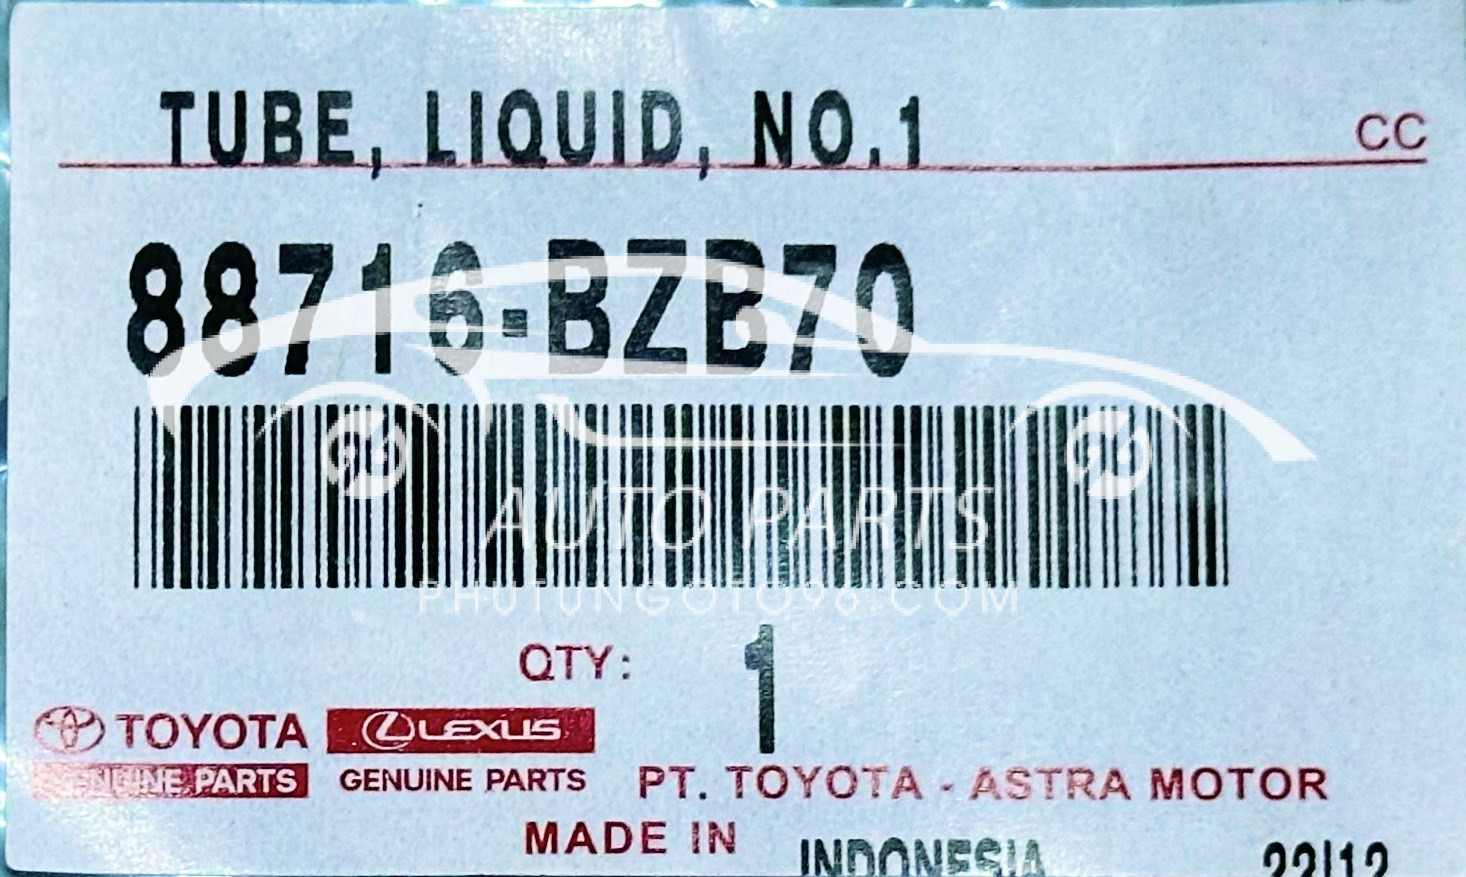 TUBE, LIQUID, NO.1
CC
88716-BZB70
AUTO PARTS
PHUTUNGOTO96.COM
QTY: 1
TOYOTA LEXUS
GENUINE PARTS GENUINE PARTS PT. TOYOTA - ASTRA MOTOR
MADE IN INDONESIA